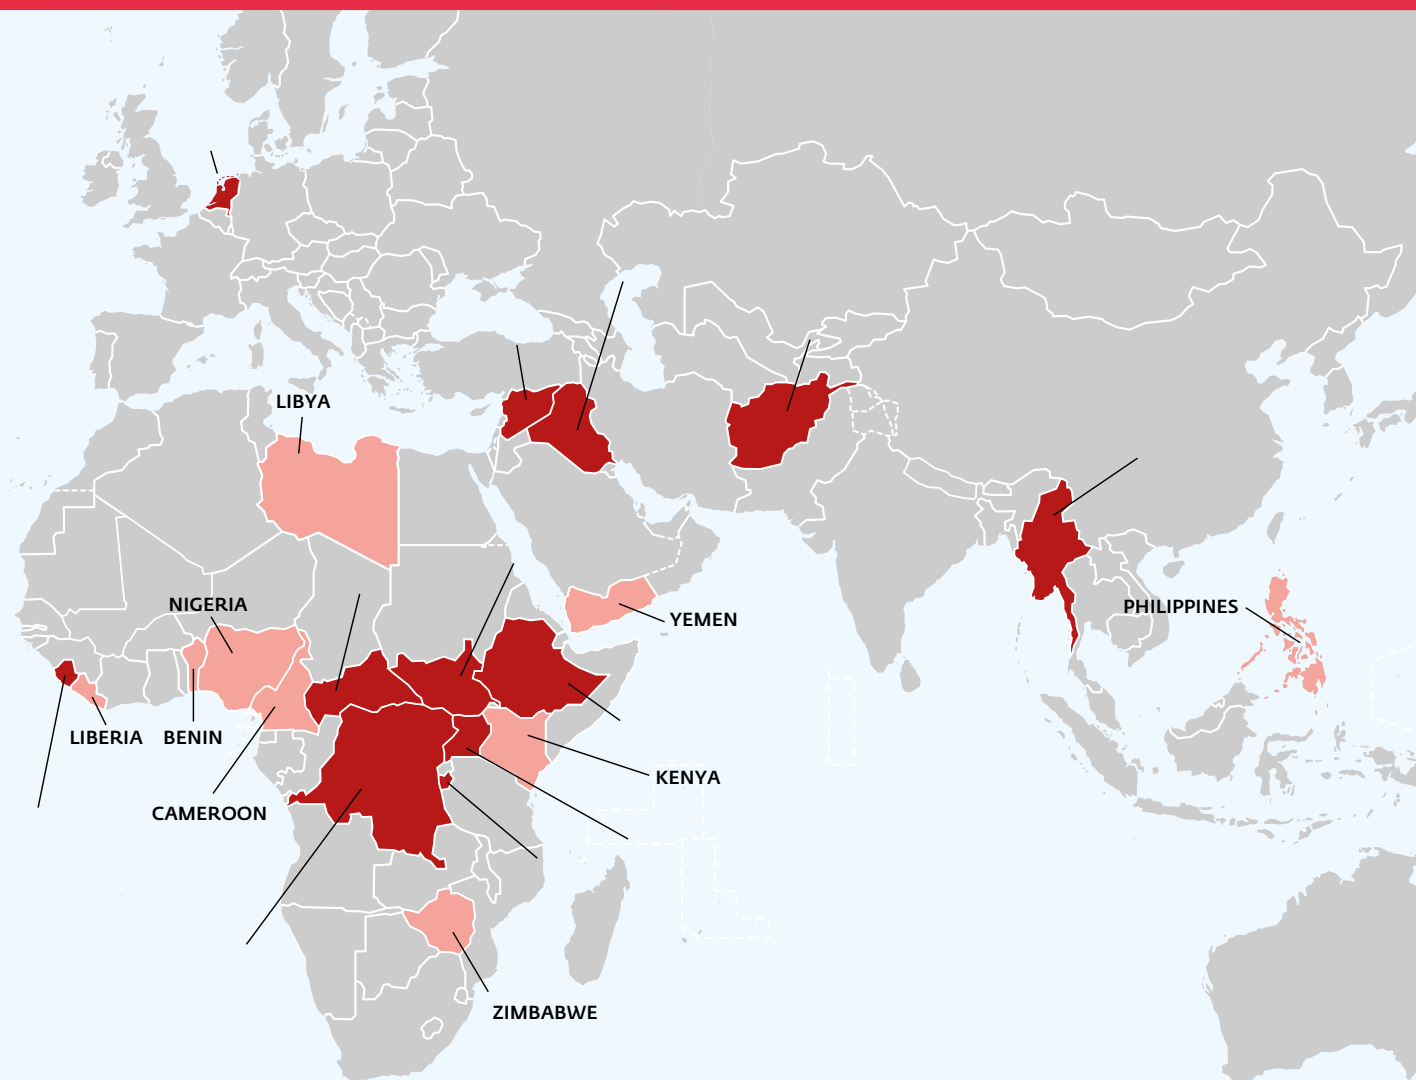 LIBYA
NIGERIA
YEMEN
PHILIPPINES
LIBERIA
BENIN
KENYA
CAMEROON
ZIMBABWE